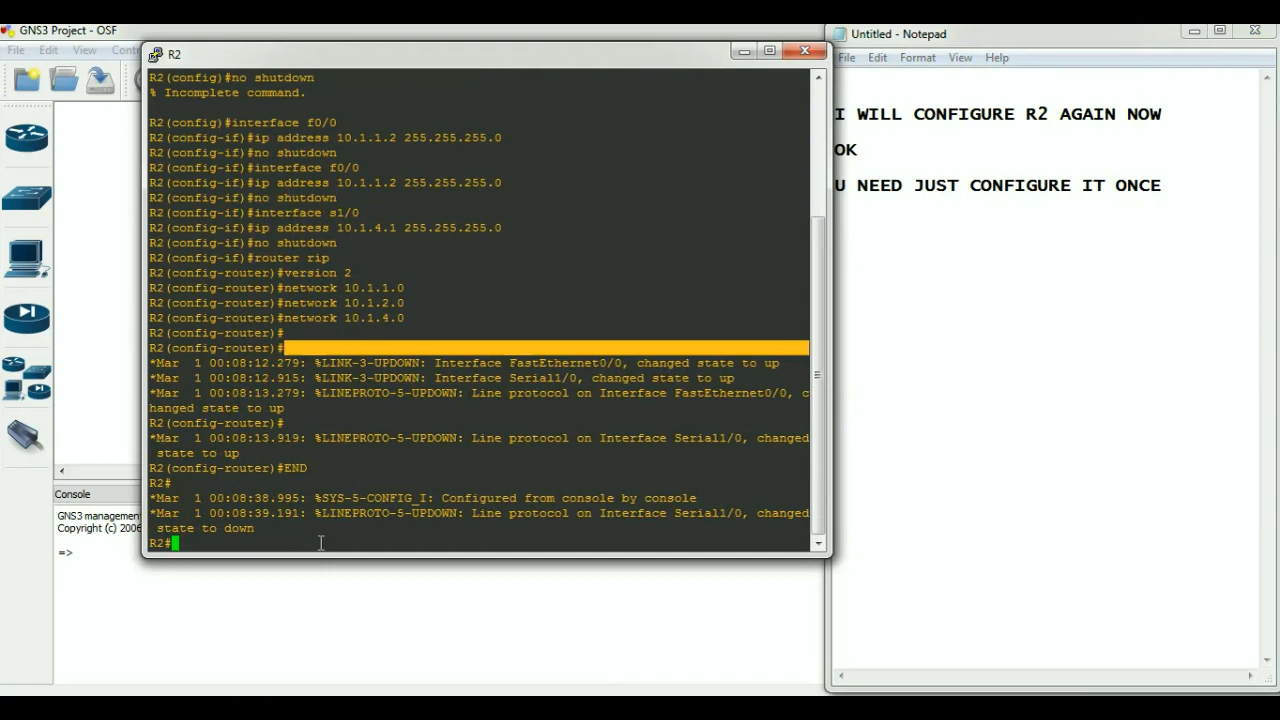 GNS3 Project - OSF
File Edit View Contr
R2
R2(config)#no shutdown
% Incomplete command.
R2(config)#interface f0/0
R2(config-if)#ip address 10.1.1.2 255.255.255.0
R2(config-if)#no shutdown
R2(config-if)#interface f0/0
R2(config-if)#ip address 10.1.1.2 255.255.255.0
R2(config-if)#no shutdown
R2(config-if)#interface s1/0
R2(config-if)#ip address 10.1.4.1 255.255.255.0
R2(config-if)#no shutdown
R2(config-if)#router rip
R2(config-router)#version 2
R2(config-router)#network 10.1.1.0
R2(config-router)#network 10.1.2.0
R2(config-router)#network 10.1.4.0
R2(config-router)#
R2(config-router)#
*Mar  1 00:08:12.279: %LINK-3-UPDOWN: Interface FastEthernet0/0, changed state to up
*Mar  1 00:08:12.915: %LINK-3-UPDOWN: Interface Serial1/0, changed state to up
*Mar  1 00:08:13.279: %LINEPROTO-5-UPDOWN: Line protocol on Interface FastEthernet0/0, c
hanged state to up
R2(config-router)#
*Mar  1 00:08:13.919: %LINEPROTO-5-UPDOWN: Line protocol on Interface Serial1/0, changed
state to up
R2(config-router)#END
R2#
*Mar  1 00:08:38.995: %SYS-5-CONFIG_I: Configured from console by console
*Mar  1 00:08:39.191: %LINEPROTO-5-UPDOWN: Line protocol on Interface Serial1/0, changed
state to down
R2#
Console
GNS3 managemen
Copyright (c) 2006
=>
Untitled - Notepad
File Edit Format View Help
I WILL CONFIGURE R2 AGAIN NOW
OK
U NEED JUST CONFIGURE IT ONCE